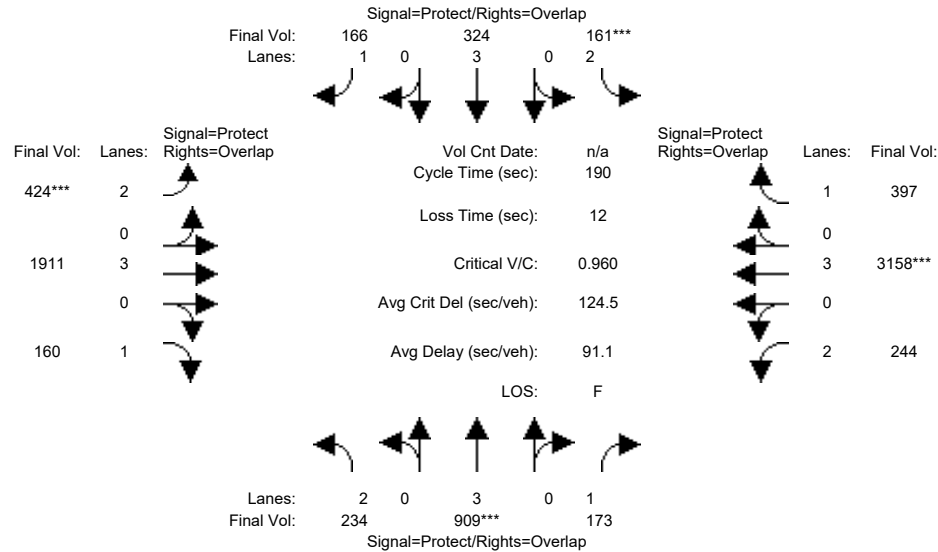 Signal=Protect/Rights=Overlap
Final Vol: 166 324 161***
Lanes: 1 0 3 0 2
Signal=Protect
Final Vol: Lanes: Rights=Overlap
Vol Cnt Date: n/a
Signal=Protect
Rights=Overlap Lanes: Final Vol:
Cycle Time (sec): 190
424*** 2
1 397
Loss Time (sec): 12
0
0
1911 3
Critical V/C: 0.960
3 3158***
0
Avg Crit Del (sec/veh): 124.5
0
160 1
Avg Delay (sec/veh): 91.1
2 244
LOS: F
Lanes: 2 0 3 0 1
Final Vol: 234 909*** 173
Signal=Protect/Rights=Overlap